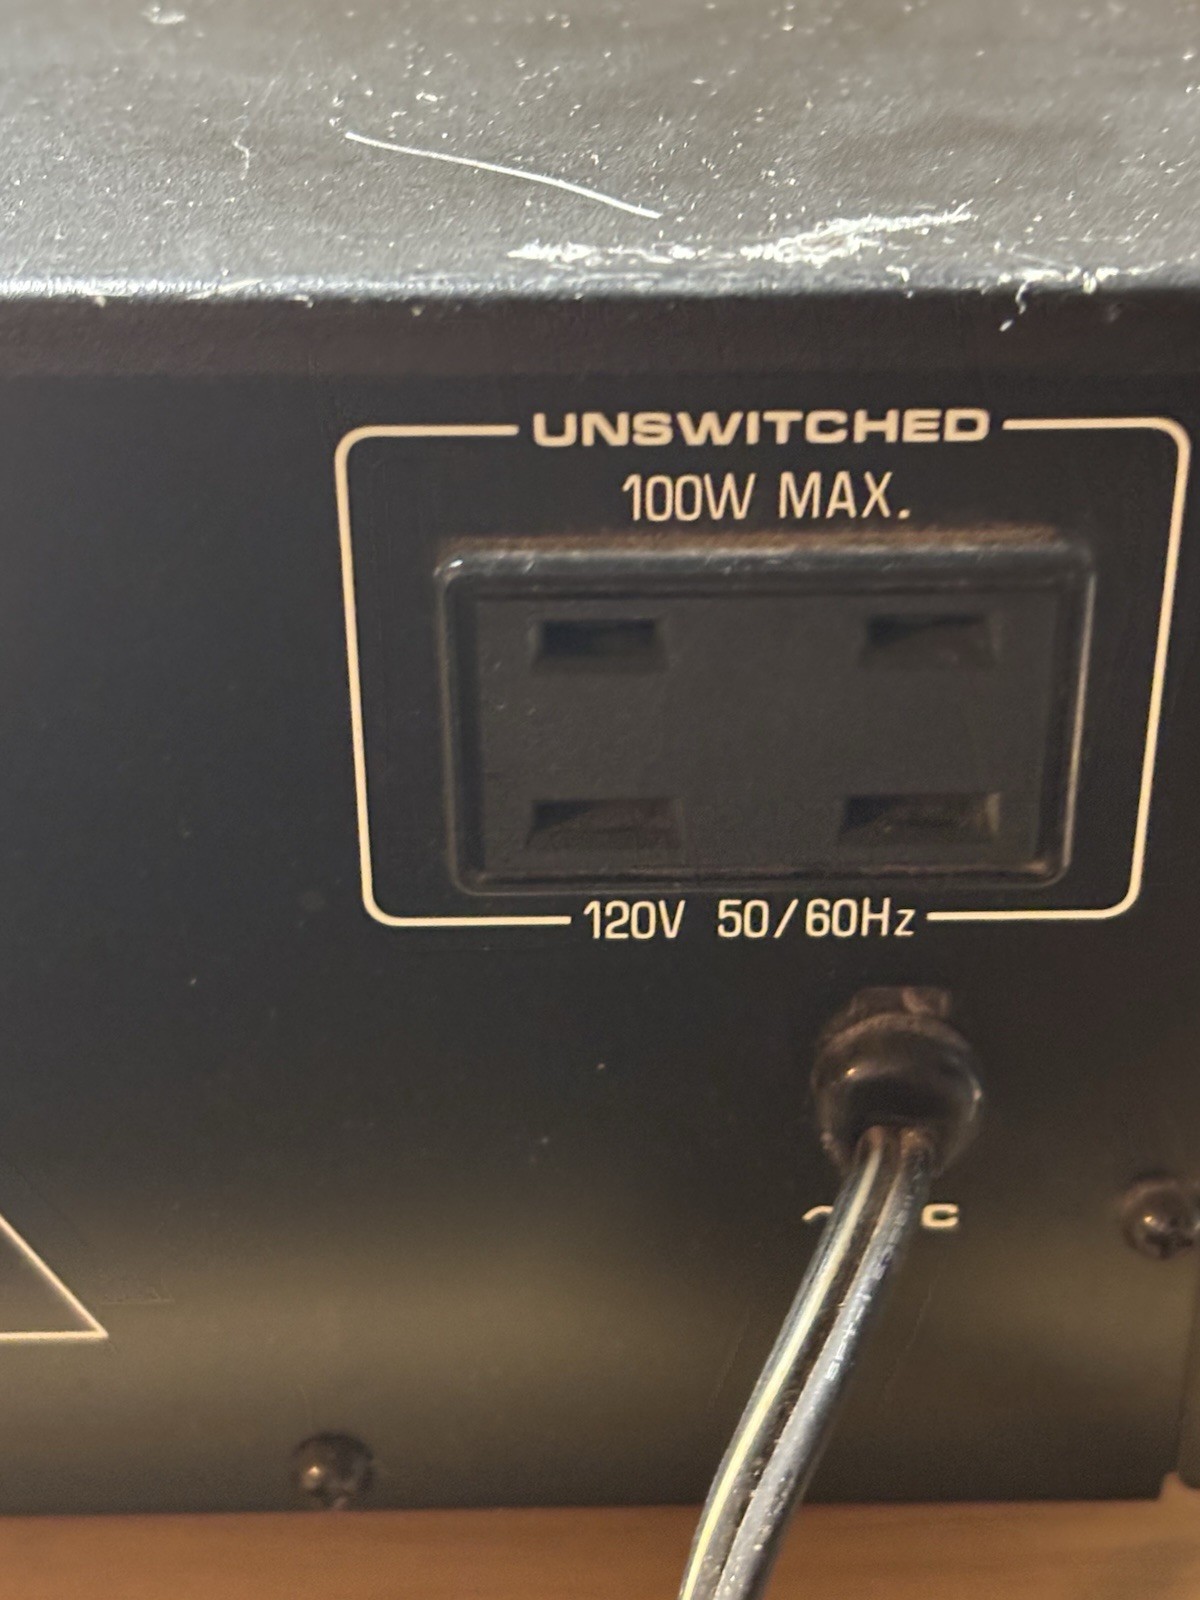 UNSWITCHED
100W MAX.
120V 50/60Hz
C